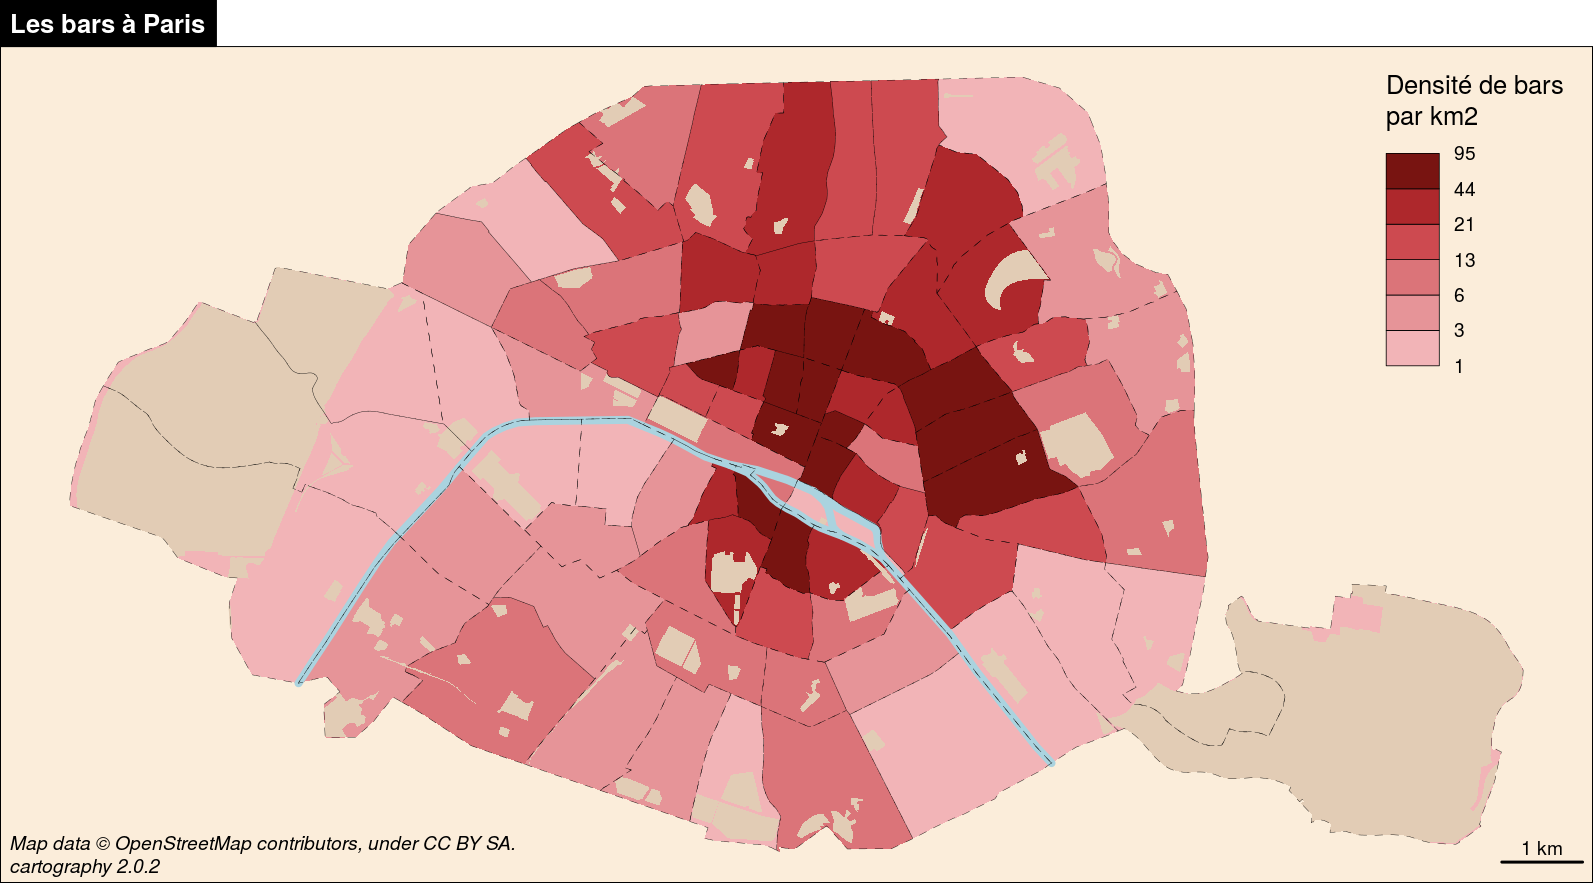 Les bars à Paris
Densité de bars
par km2
95
44
21
13
6
3
1
Map data © OpenStreetMap contributors, under CC BY SA.
cartography 2.0.2
1 km